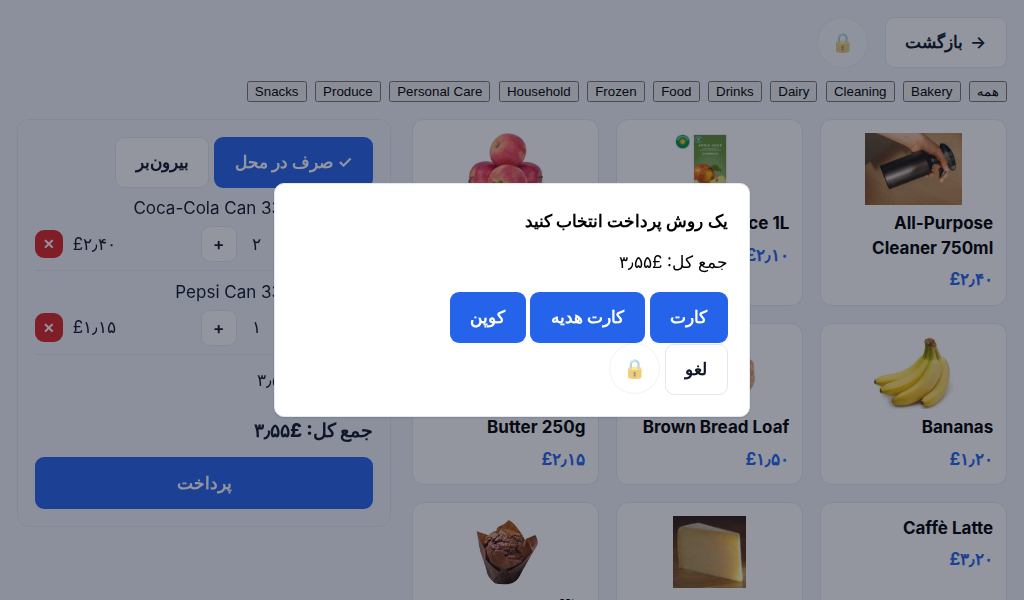 → بازگشت
همه Bakery Cleaning Dairy Drinks Food Frozen Household Personal Care Produce Snacks
✓ صرف در محل
بیرون‌بر
Coca-Cola Can
+ ۲
£۲٫۴۰
×
Pepsi Can
+ ۱
£۱٫۱۵
×
جمع کل: £۳٫۵۵
پرداخت
All-Purpose
Cleaner 750ml
£۲٫۴۰
1L
£۲٫۱۰
Bananas
£۱٫۲۰
Brown Bread Loaf
£۱٫۵۰
Butter 250g
£۲٫۱۵
Caffè Latte
£۳٫۲۰
یک روش پرداخت انتخاب کنید
جمع کل: £۳٫۵۵
کارت
کارت هدیه
کوپن
لغو